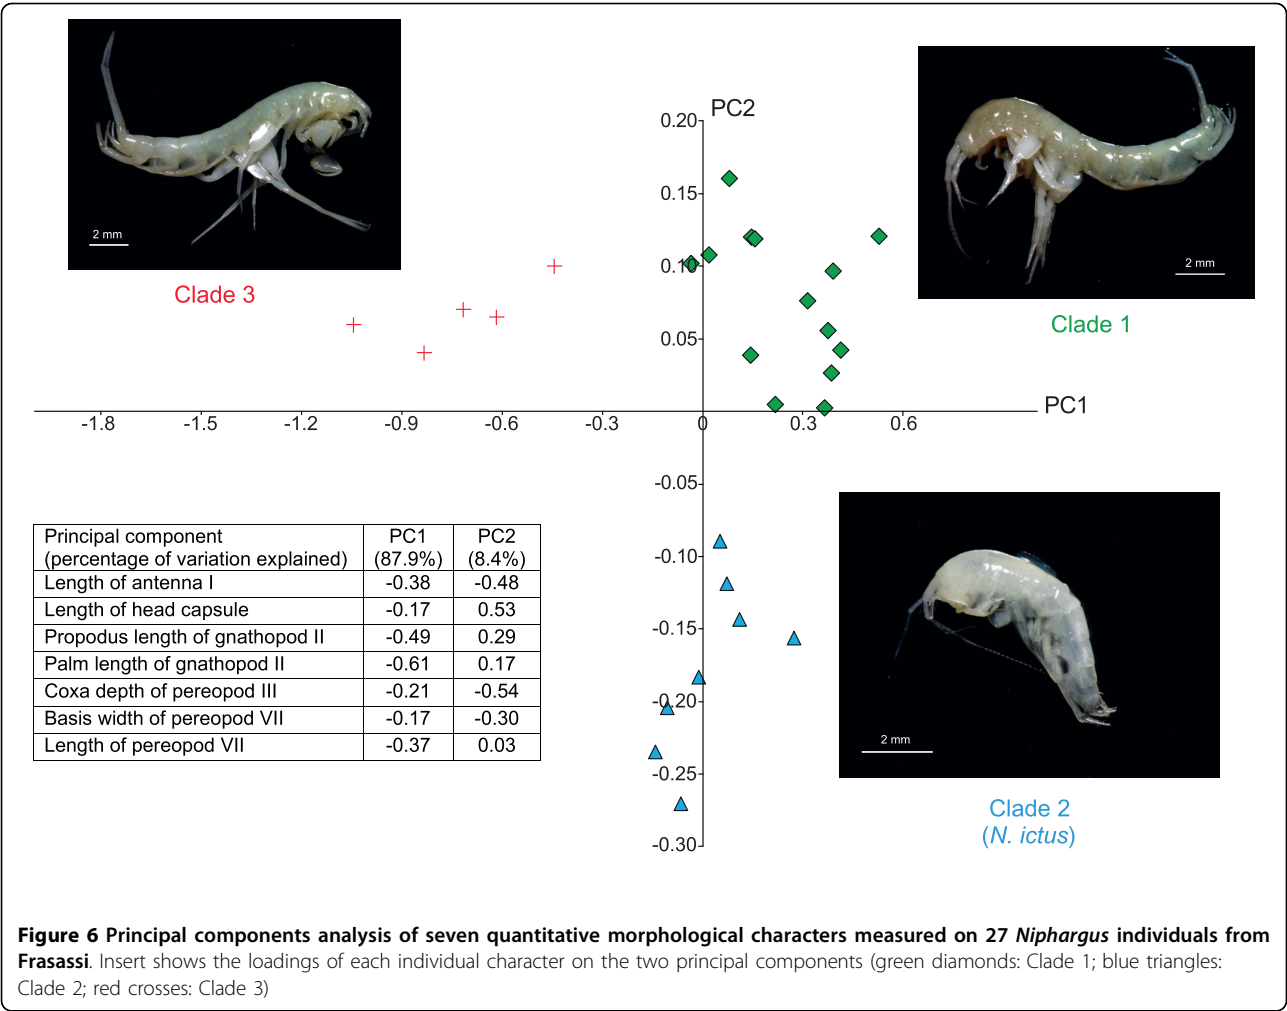 2 mm
Clade 3
PC2
0.20
0.15
0.05
2 mm
Clade 1
PC1
-1.8 -1.5 -1.2 -0.9 -0.6 -0.3 0 0.3 0.6
-0.05
-0.10
-0.15
-0.20
-0.25
-0.30
Principal component PC1 PC2
(percentage of variation explained) (87.9%) (8.4%)
Length of antenna I -0.38 -0.48
Length of head capsule -0.17 0.53
Propodus length of gnathopod II -0.49 0.29
Palm length of gnathopod II -0.61 0.17
Coxa depth of pereopod III -0.21 -0.54
Basis width of pereopod VII -0.17 -0.30
Length of pereopod VII -0.37 0.03
2 mm
Clade 2
(N. ictus)
Figure 6 Principal components analysis of seven quantitative morphological characters measured on 27 Niphargus individuals from
Frasassi. Insert shows the loadings of each individual character on the two principal components (green diamonds: Clade 1; blue triangles:
Clade 2; red crosses: Clade 3)